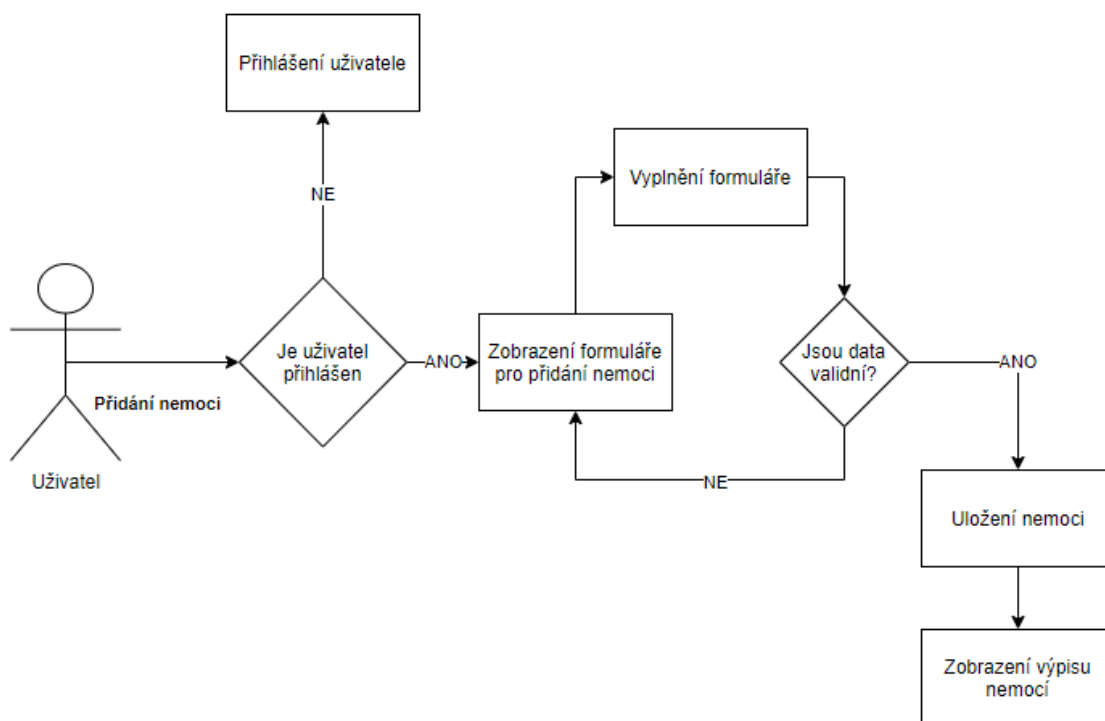 Přihlášení uživatele
NE
Vyplnění formuláře
Je uživatel
přihlášen
ANO
Zobrazení formuláře
pro přidání nemoci
Jsou data
validní?
ANO
Přidání nemoci
Uživatel
NE
Uložení nemoci
Zobrazení výpisu
nemocí